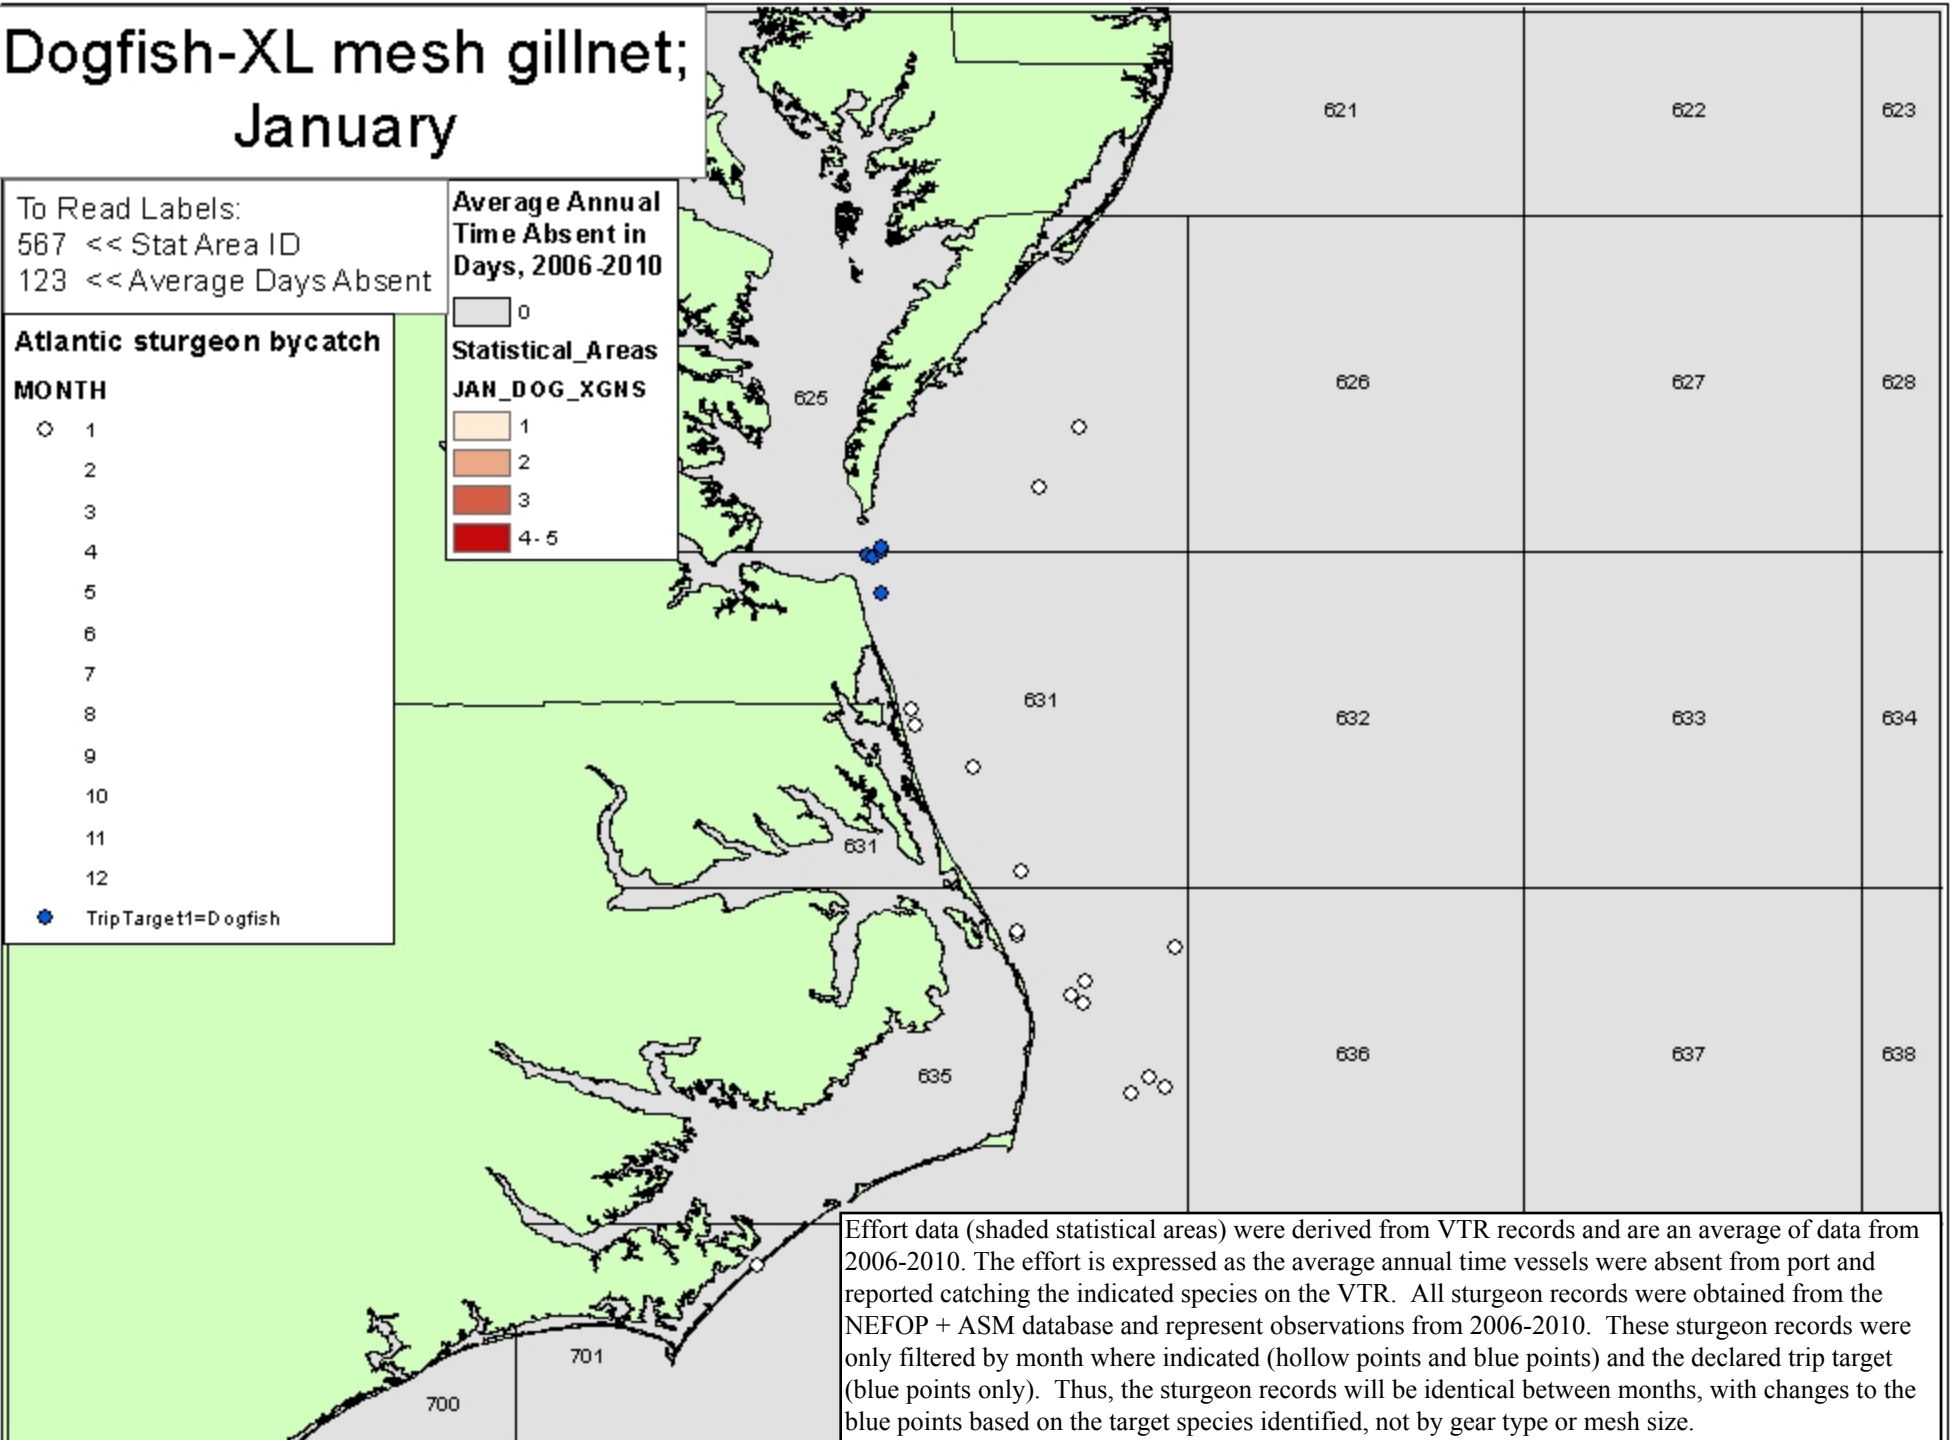 Dogfish-XL mesh gillnet;
January
To Read Labels:
567 << Stat Area ID
123 << Average Days Absent
Average Annual
Time Absent in
Days, 2006-2010
0
Statistical_Areas
JAN_DOG_XGNS
1
2
3
4-5
Atlantic sturgeon bycatch
MONTH
1
2
3
4
5
6
7
8
9
10
11
12
TripTarget1=Dogfish
621
622
623
625
626
627
628
631
632
633
634
631
635
636
637
638
701
700
Effort data (shaded statistical areas) were derived from VTR records and are an average of data from
2006-2010. The effort is expressed as the average annual time vessels were absent from port and
reported catching the indicated species on the VTR.  All sturgeon records were obtained from the
NEFOP + ASM database and represent observations from 2006-2010.  These sturgeon records were
only filtered by month where indicated (hollow points and blue points) and the declared trip target
(blue points only).  Thus, the sturgeon records will be identical between months, with changes to the
blue points based on the target species identified, not by gear type or mesh size.